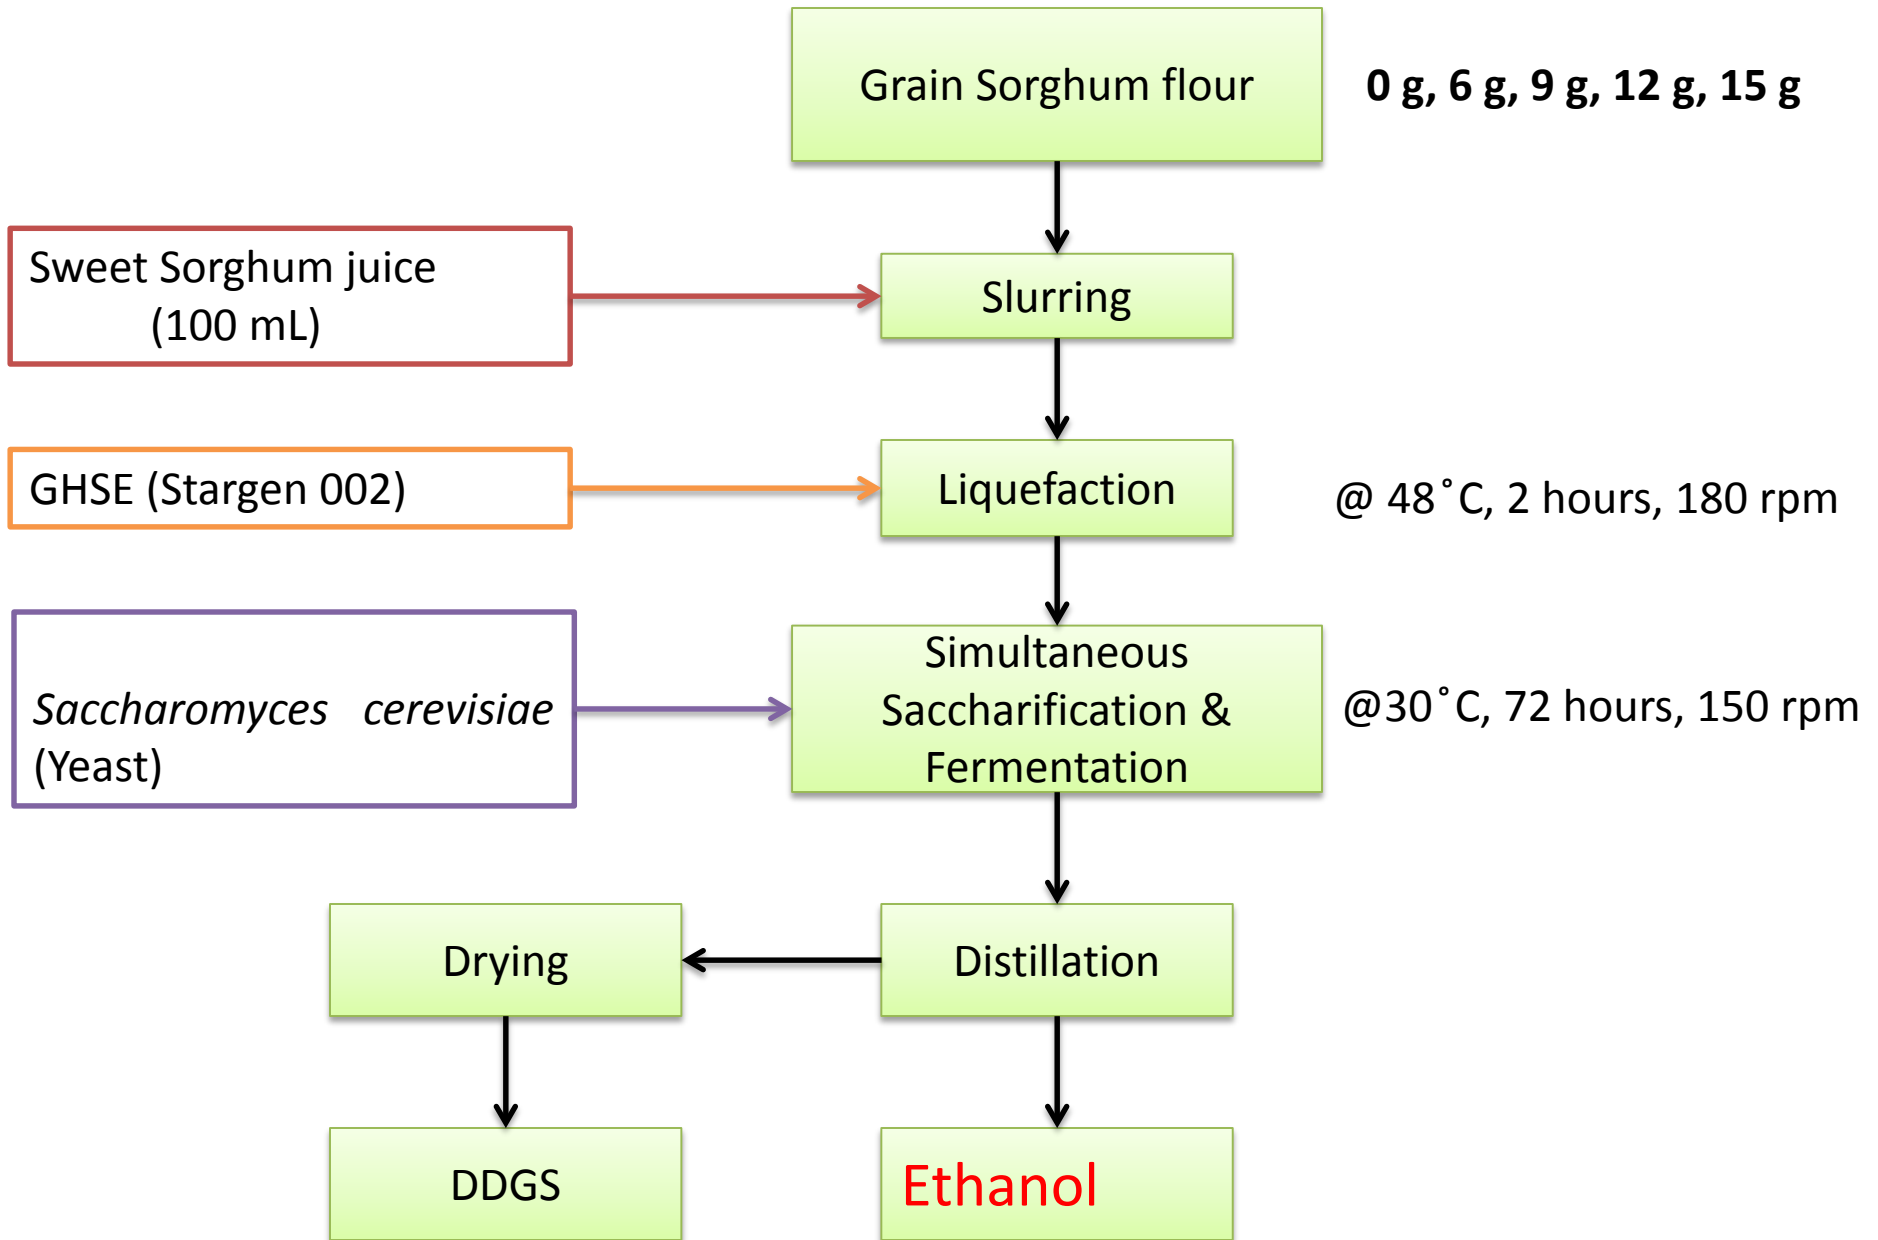 Grain Sorghum flour
0 g, 6 g, 9 g, 12 g, 15 g
Sweet Sorghum juice
(100 mL)
Slurring
GHSE (Stargen 002)
Liquefaction
@ 48˚C, 2 hours, 180 rpm
Saccharomyces cerevisiae
(Yeast)
Simultaneous
Saccharification &
Fermentation
@30˚C, 72 hours, 150 rpm
Drying
Distillation
DDGS
Ethanol